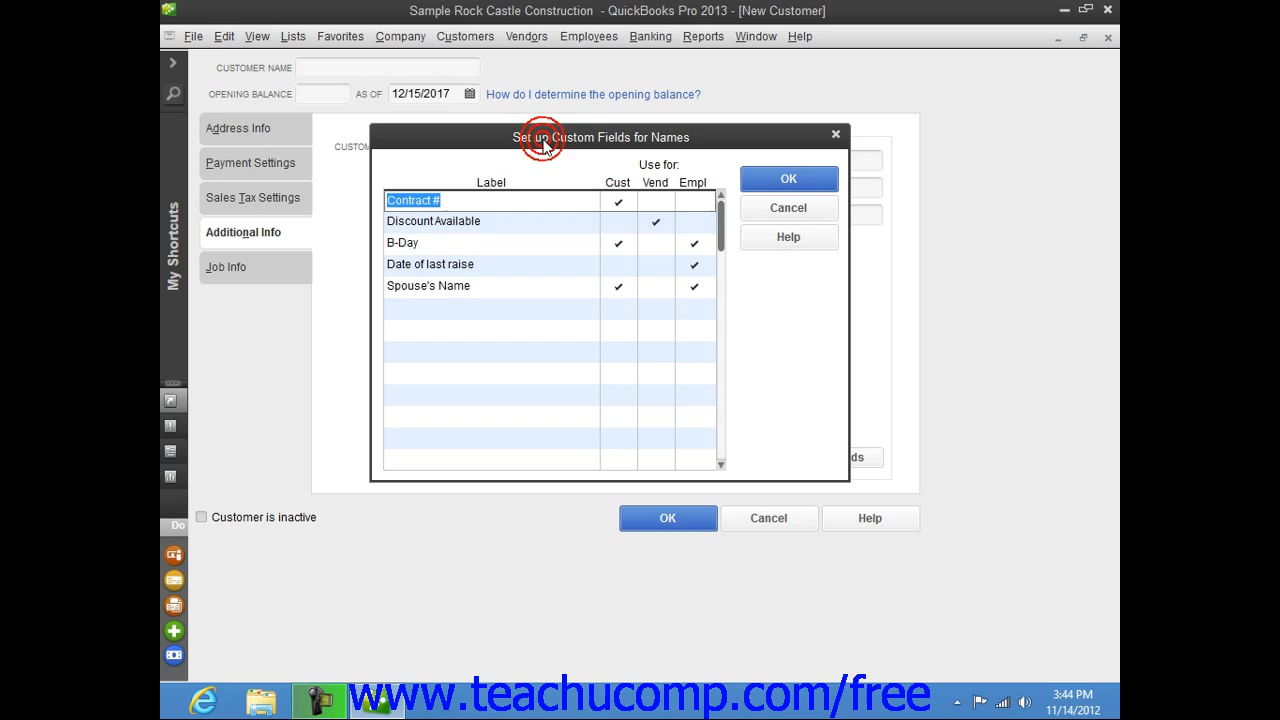 Sample Rock Castle Construction - QuickBooks Pro 2013 - [New Customer]
File Edit View Lists Favorites Company Customers Vendors Employees Banking Reports Window Help
CUSTOMER NAME
OPENING BALANCE AS OF 12/15/2017 How do I determine the opening balance?
Address Info
Payment Settings
Sales Tax Settings
Additional Info
Job Info
My Shortcuts
Do
CUSTOM
Set up Custom Fields for Names
Use for:
Label Cust Vend Empl
Contract #
Discount Available
B-Day
Date of last raise
Spouse's Name
OK
Cancel
Help
ds
Customer is inactive
OK Cancel Help
www.teachucomp.com/free
3:44 PM
11/14/2012